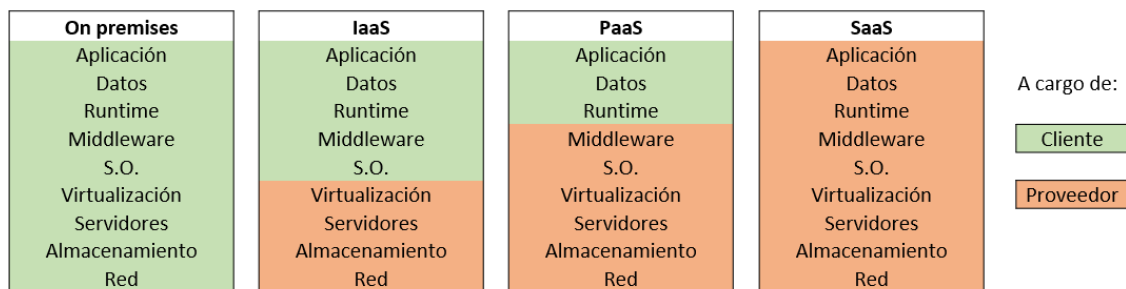 On premises
Aplicación
Datos
Runtime
Middleware
S.O.
Virtualización
Servidores
Almacenamiento
Red
IaaS
Aplicación
Datos
Runtime
Middleware
S.O.
Virtualización
Servidores
Almacenamiento
Red
PaaS
Aplicación
Datos
Runtime
Middleware
S.O.
Virtualización
Servidores
Almacenamiento
Red
SaaS
Aplicación
Datos
Runtime
Middleware
S.O.
Virtualización
Servidores
Almacenamiento
Red
A cargo de:
Cliente
Proveedor